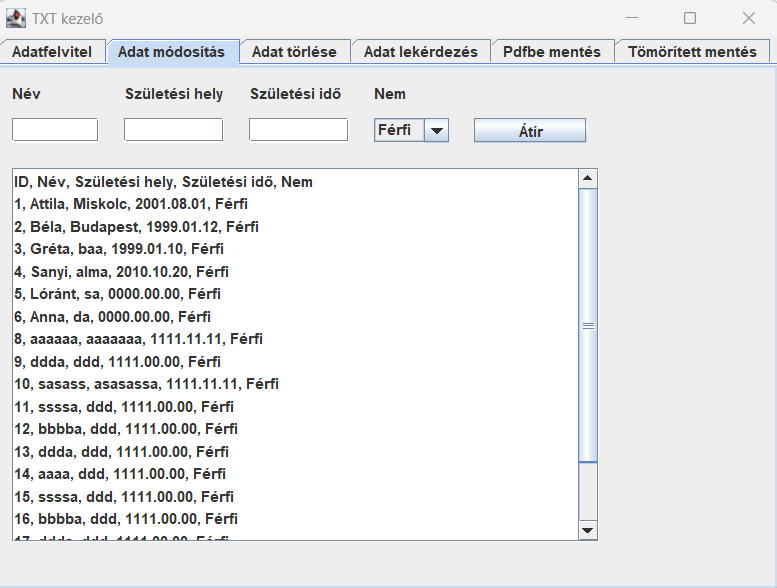 TXT kezelő
Adatfelvitel Adat módosítás Adat törlése Adat lekérdezés Pdfbe mentés Tömörített mentés
Név Születési hely Születési idő Nem
Férfi Átír
ID, Név, Születési hely, Születési idő, Nem
1, Attila, Miskolc, 2001.08.01, Férfi
2, Béla, Budapest, 1999.01.12, Férfi
3, Gréta, baa, 1999.01.10, Férfi
4, Sanyi, alma, 2010.10.20, Férfi
5, Lóránt, sa, 0000.00.00, Férfi
6, Anna, da, 0000.00.00, Férfi
8, aaaaaa, aaaaaaa, 1111.11.11, Férfi
9, ddda, ddd, 1111.00.00, Férfi
10, sasass, asasassa, 1111.11.11, Férfi
11, ssssa, ddd, 1111.00.00, Férfi
12, bbbba, ddd, 1111.00.00, Férfi
13, ddda, ddd, 1111.00.00, Férfi
14, aaaa, ddd, 1111.00.00, Férfi
15, ssssa, ddd, 1111.00.00, Férfi
16, bbbba, ddd, 1111.00.00, Férfi
17, ddda, ddd, 1111.00.00, Férfi